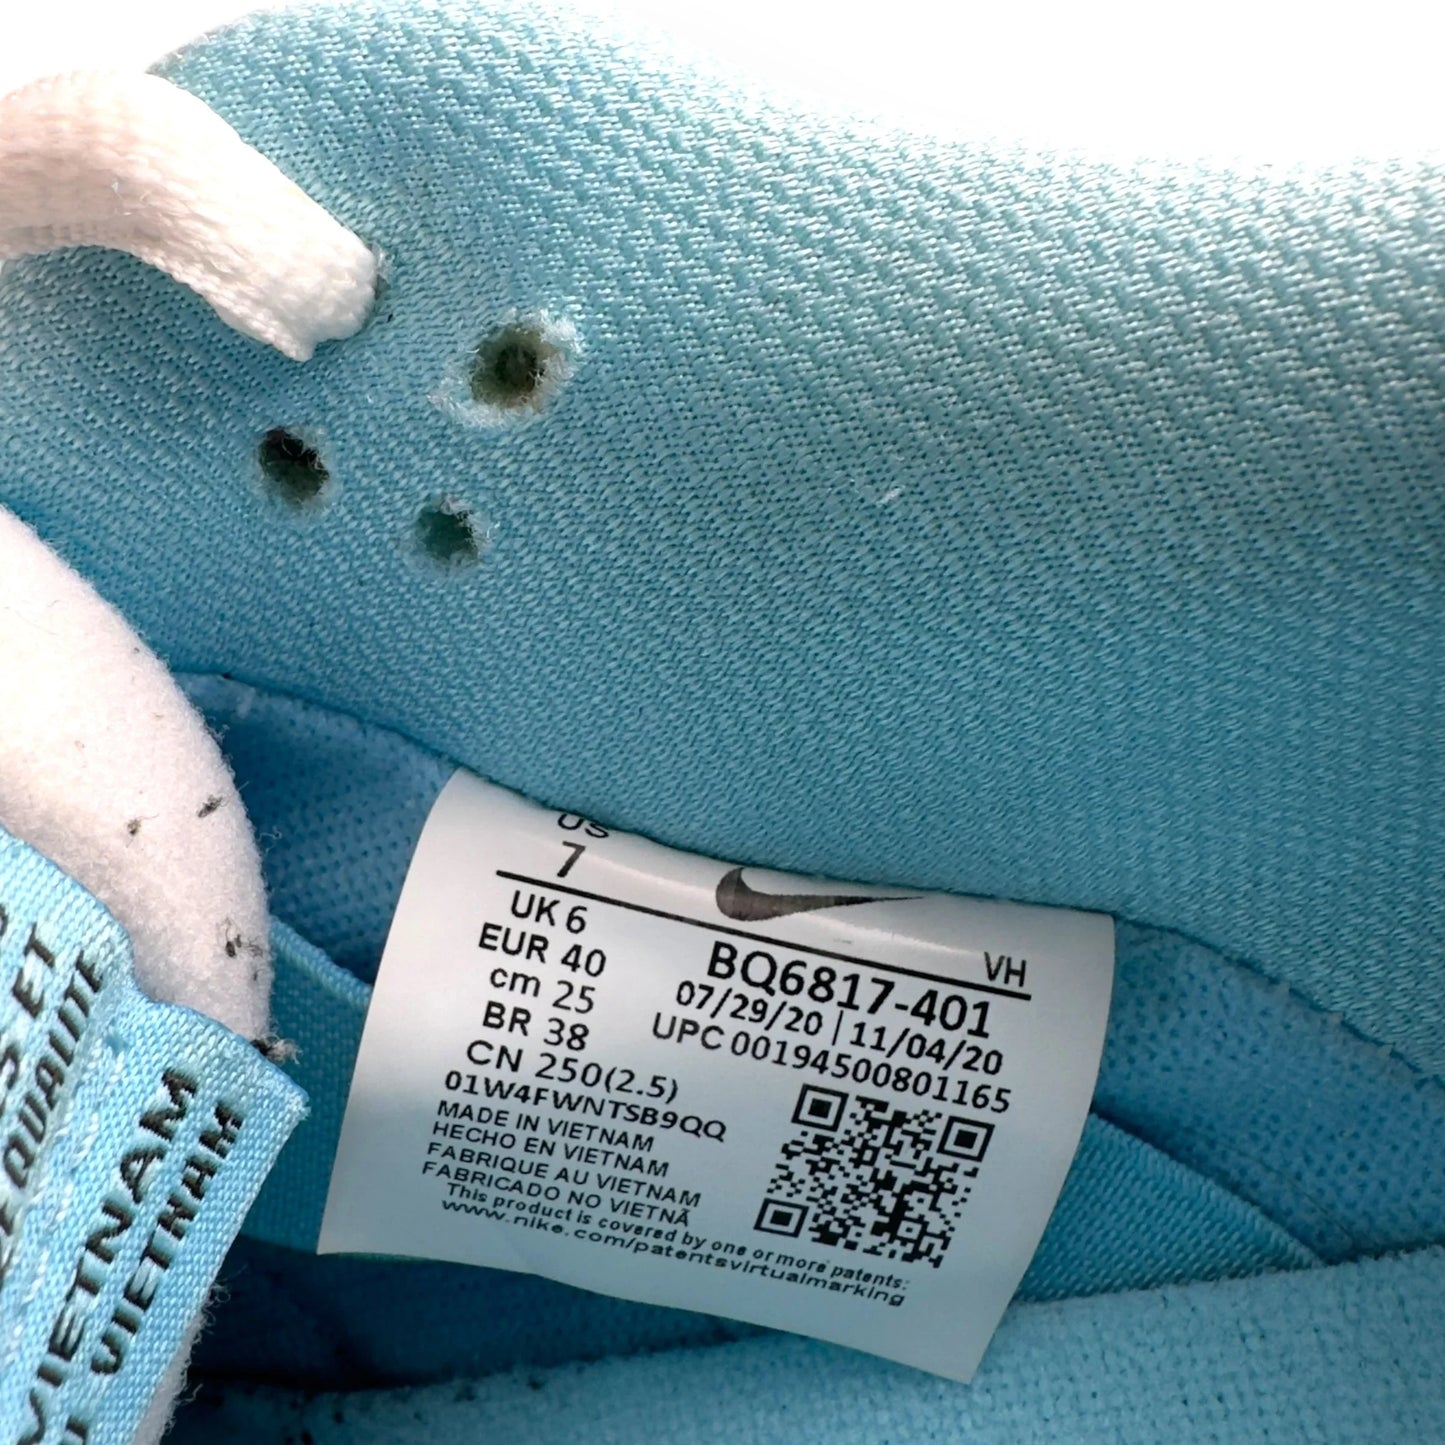 US
7
UK 6
EUR 40
cm 25
BR 38
CN 250(2.5)
VH
BQ6817-401
07/29/20 | 11/04/20
UPC 00194500801165
01W4FWNTSB9QQ
MADE IN VIETNAM
HECHO EN VIETNAM
FABRIQUE AU VIETNAM
FABRICADO NO VIETNÃ
This product is covered by one or more patents:
www.nike.com/patentsvirtualmarking
ET
QUALITE
VIETNAM
VIETNAM